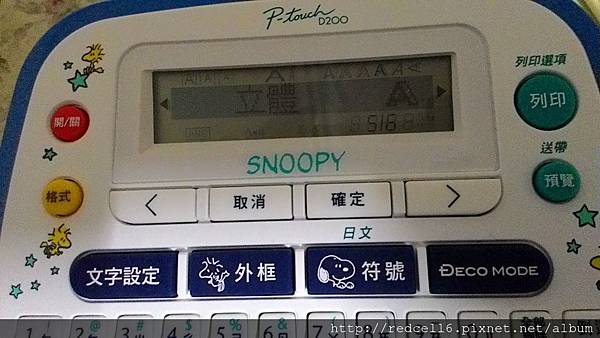 P-touch
D200
列印選項
立體 A
516
開/關
列印
SNOOPY
送帶
格式
預覽
<
取消
確定
>
日文
文字設定
外框
符號
DECO MODE
http://redcell6.pixnet.net/album